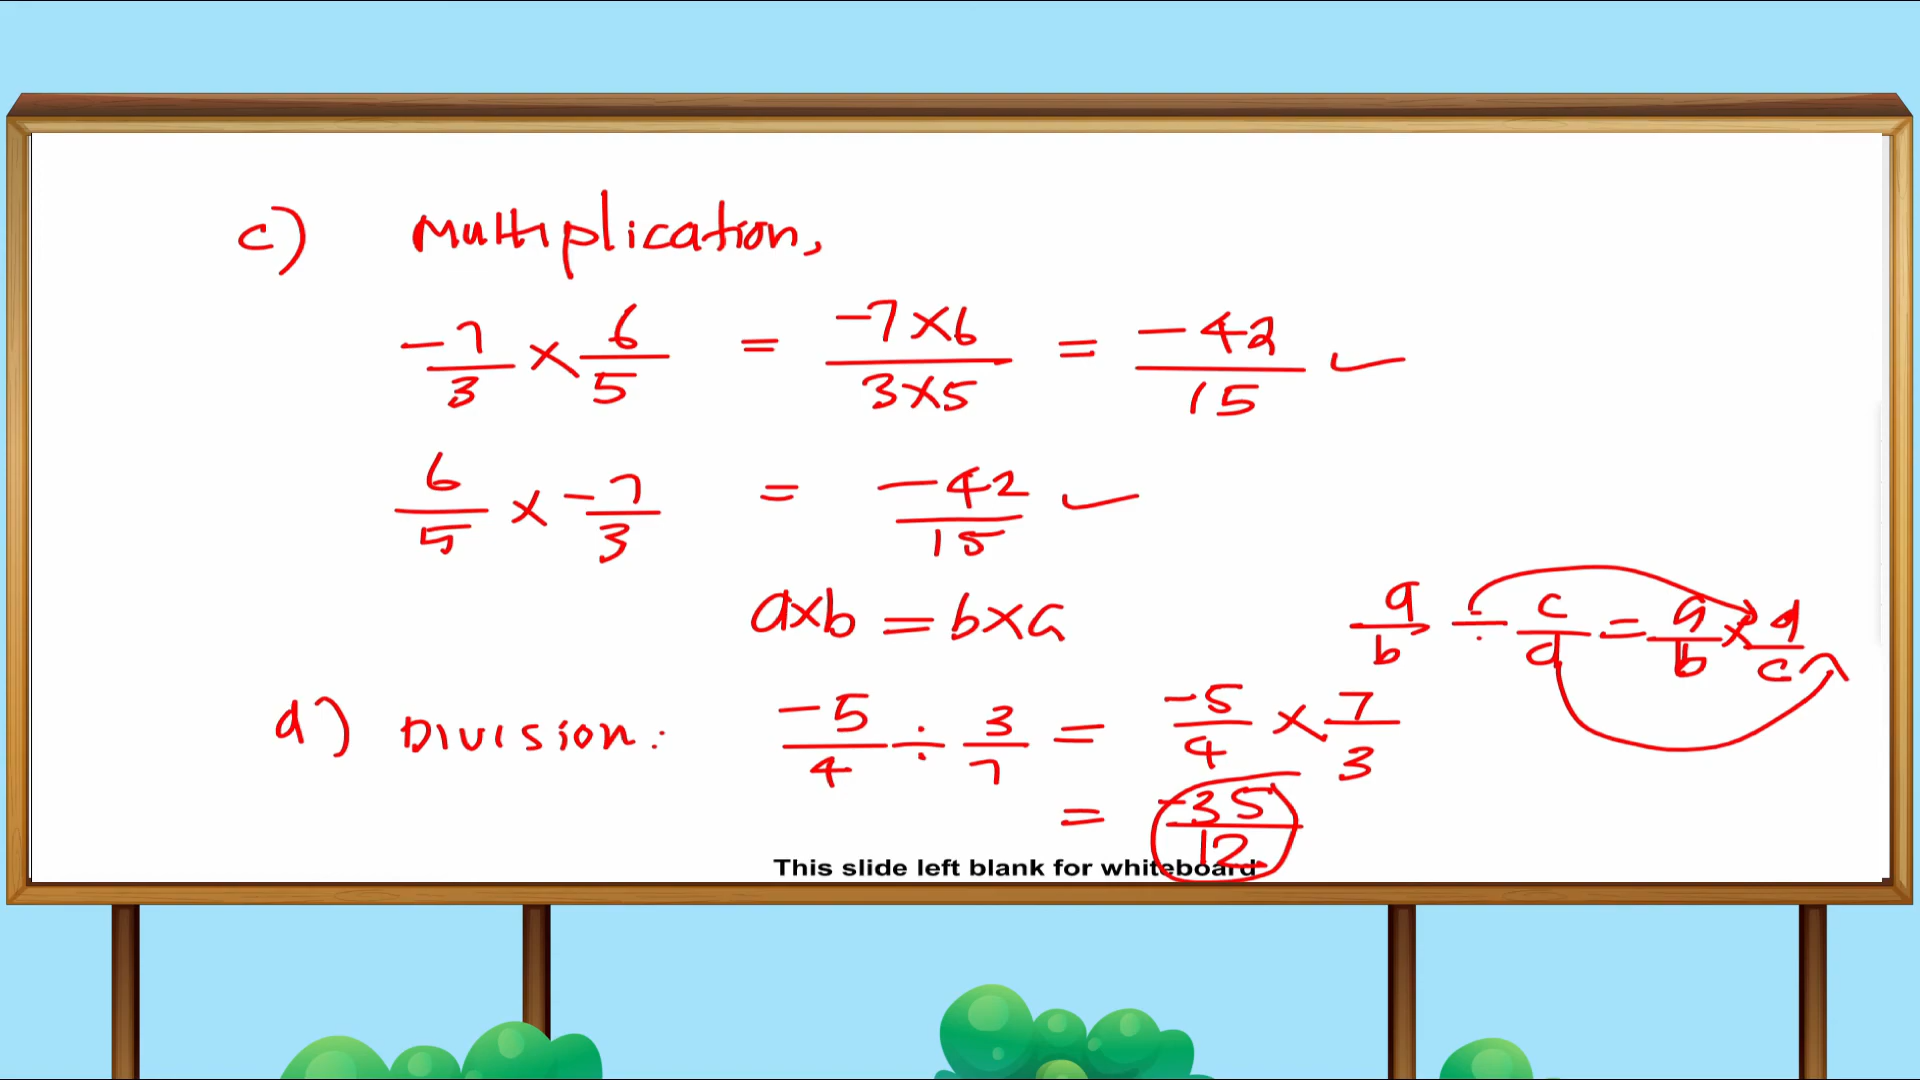 c) Multiplication,
-7/3 × 6/5 = -7×6/3×5 = -42/15 ✓
6/5 × -7/3 = -42/15 ✓
a×b = b×a
a/b ÷ c/d = a/b × d/c
d) Division: -5/4 ÷ 3/7 = -5/4 × 7/3
= -35/12
This slide left blank for whiteboard